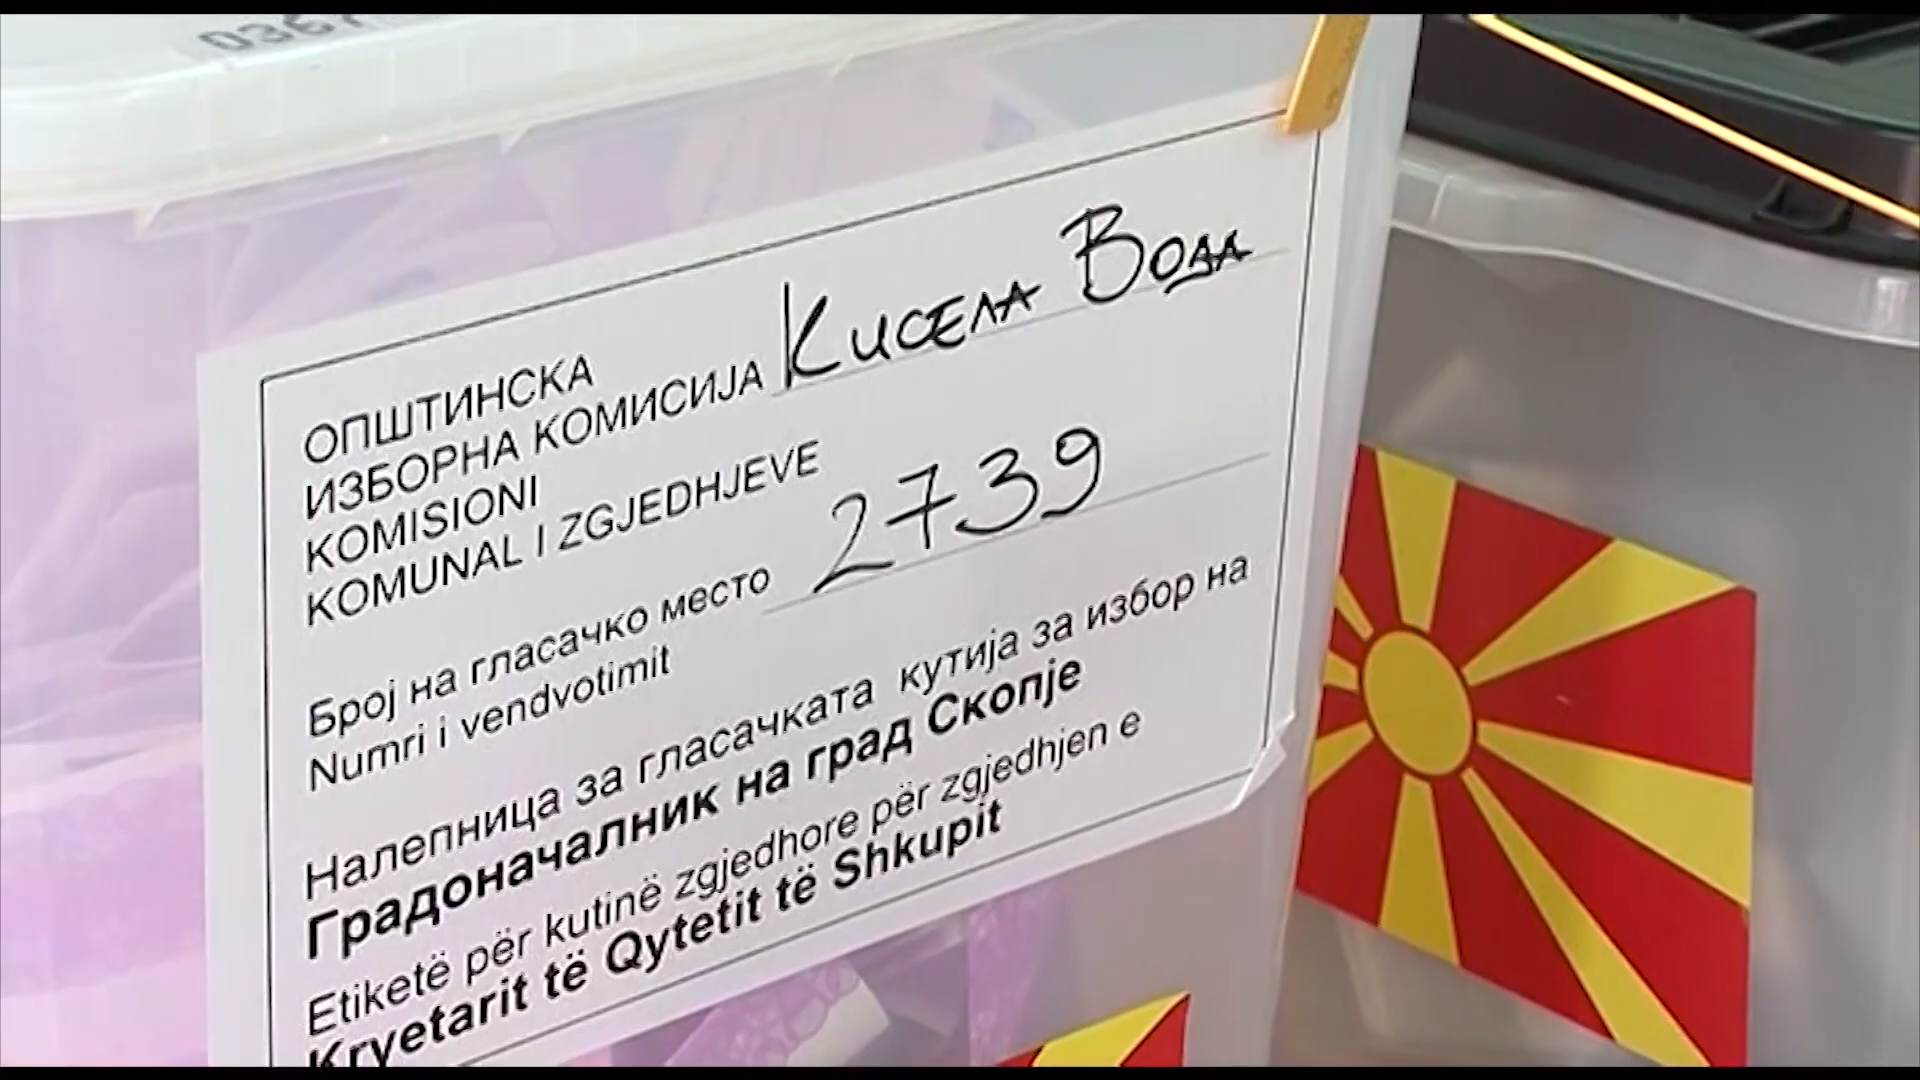 ОПШТИНСКА
ИЗБОРНА КОМИСИЈА Кисела Вода
KOMISIONI
KOMUNAL I ZGJEDHJEVE
Број на гласачко место 2739
Numri i vendvotimit
Налепница за гласачката кутија за избор на
Градоначалник на град Скопје
Etiketë për kutinë zgjedhore për zgjedhjen e
Kryetarit të Qytetit të Shkupit